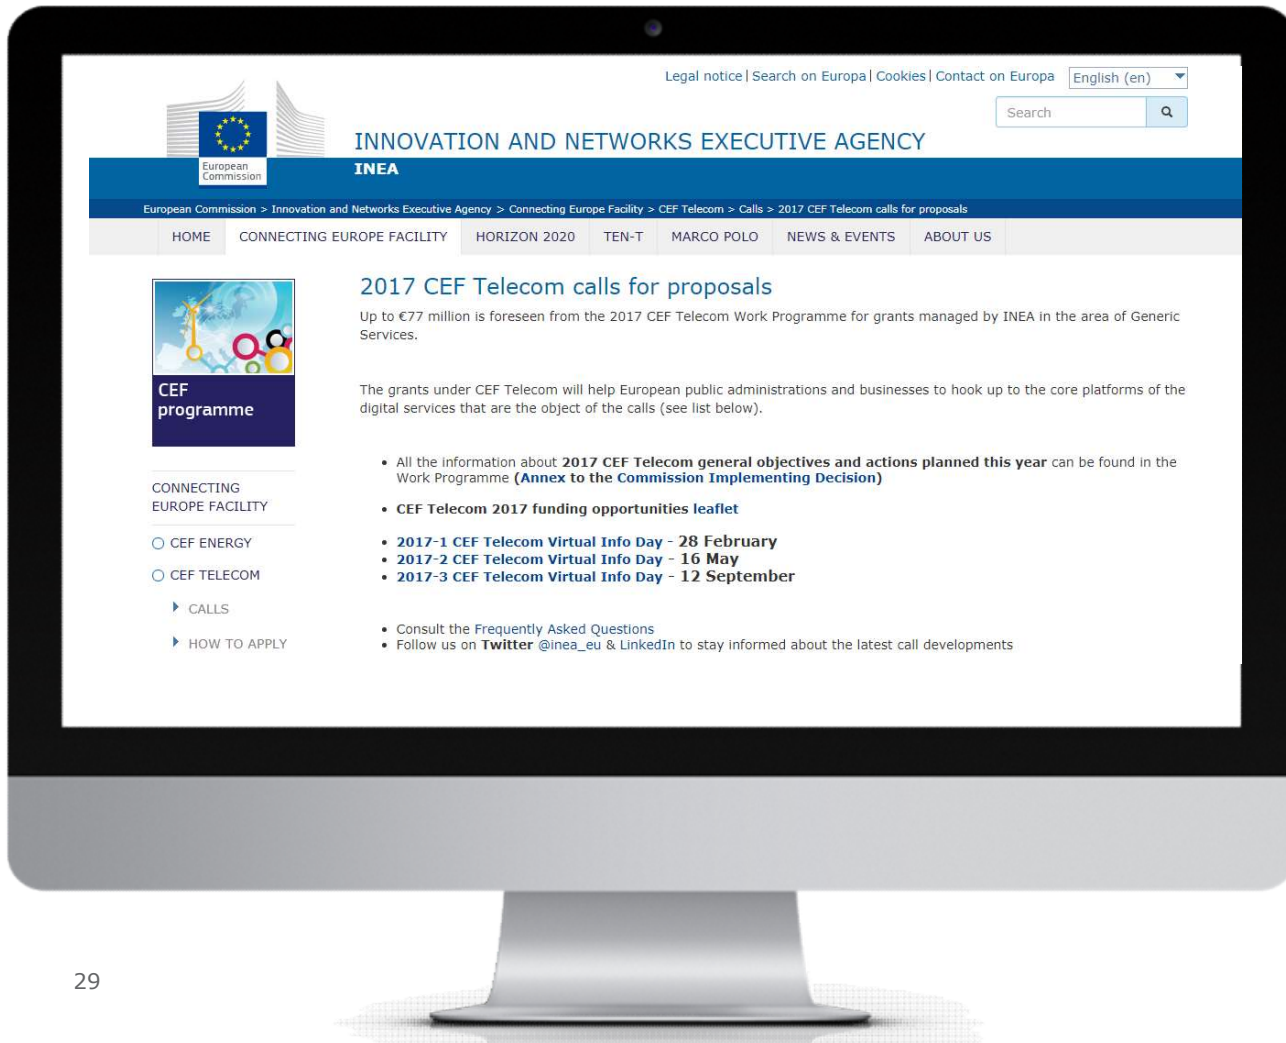 Legal notice | Search on Europa | Cookies | Contact on Europa English (en)
Search
INNOVATION AND NETWORKS EXECUTIVE AGENCY
European
Commission
INEA
European Commission > Innovation and Networks Executive Agency > Connecting Europe Facility > CEF Telecom > Calls > 2017 CEF Telecom calls for proposals
HOME CONNECTING EUROPE FACILITY HORIZON 2020 TEN-T MARCO POLO NEWS & EVENTS ABOUT US
CEF
programme
CONNECTING
EUROPE FACILITY
CEF ENERGY
CEF TELECOM
CALLS
HOW TO APPLY
2017 CEF Telecom calls for proposals
Up to €77 million is foreseen from the 2017 CEF Telecom Work Programme for grants managed by INEA in the area of Generic
Services.
The grants under CEF Telecom will help European public administrations and businesses to hook up to the core platforms of the
digital services that are the object of the calls (see list below).
• All the information about 2017 CEF Telecom general objectives and actions planned this year can be found in the
Work Programme (Annex to the Commission Implementing Decision)
• CEF Telecom 2017 funding opportunities leaflet
• 2017-1 CEF Telecom Virtual Info Day - 28 February
• 2017-2 CEF Telecom Virtual Info Day - 16 May
• 2017-3 CEF Telecom Virtual Info Day - 12 September
• Consult the Frequently Asked Questions
• Follow us on Twitter @inea_eu & LinkedIn to stay informed about the latest call developments
29